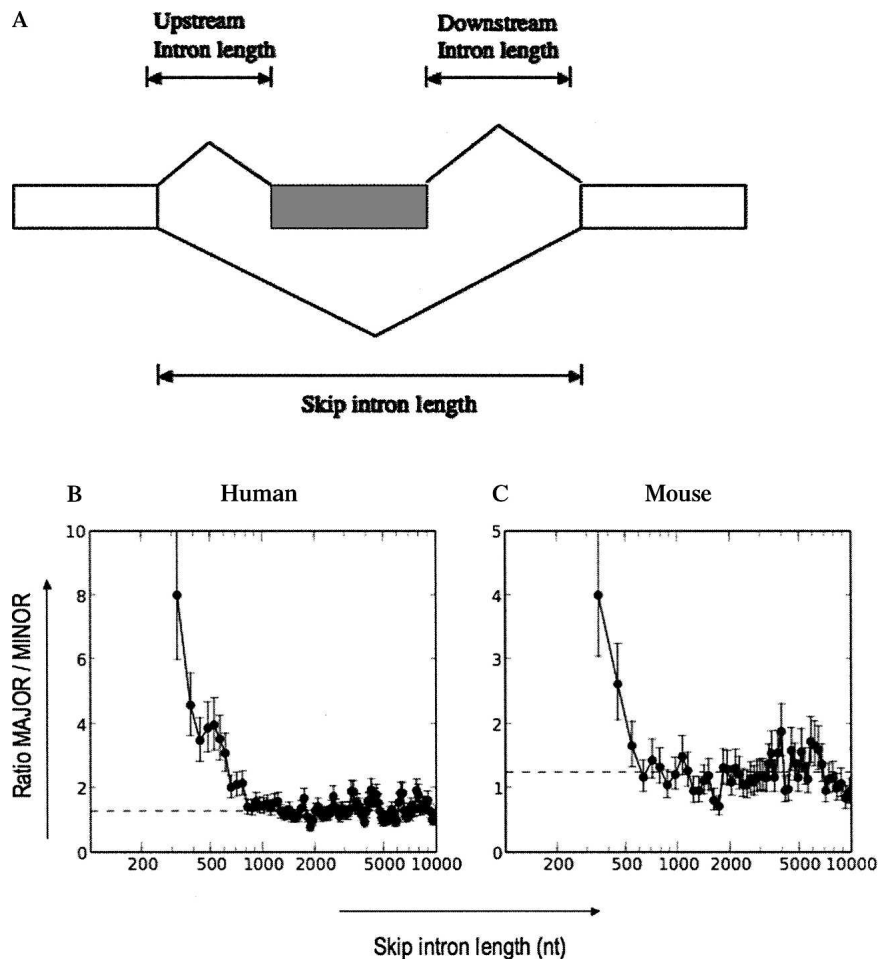 A
Upstream
Intron length
Downstream
Intron length
Skip intron length
B Human
C Mouse
Ratio MAJOR / MINOR
10
8
6
4
2
0
200 500 1000 2000 5000 10000
5
4
3
2
1
0
200 500 1000 2000 5000 10000
Skip intron length (nt)